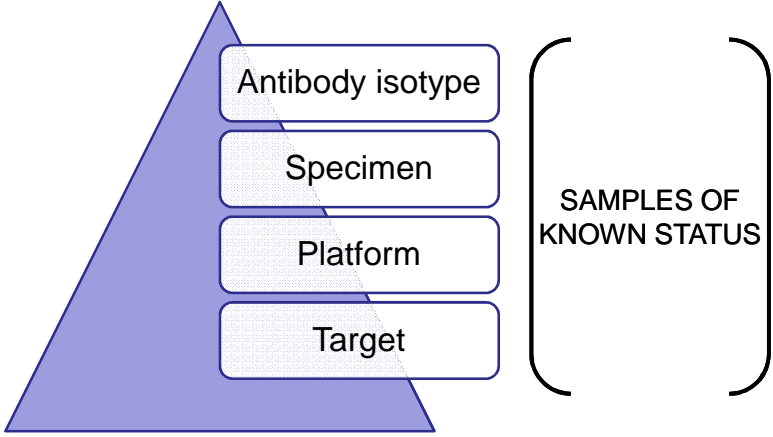 Antibody isotype
Specimen
Platform
Target
SAMPLES OF
KNOWN STATUS